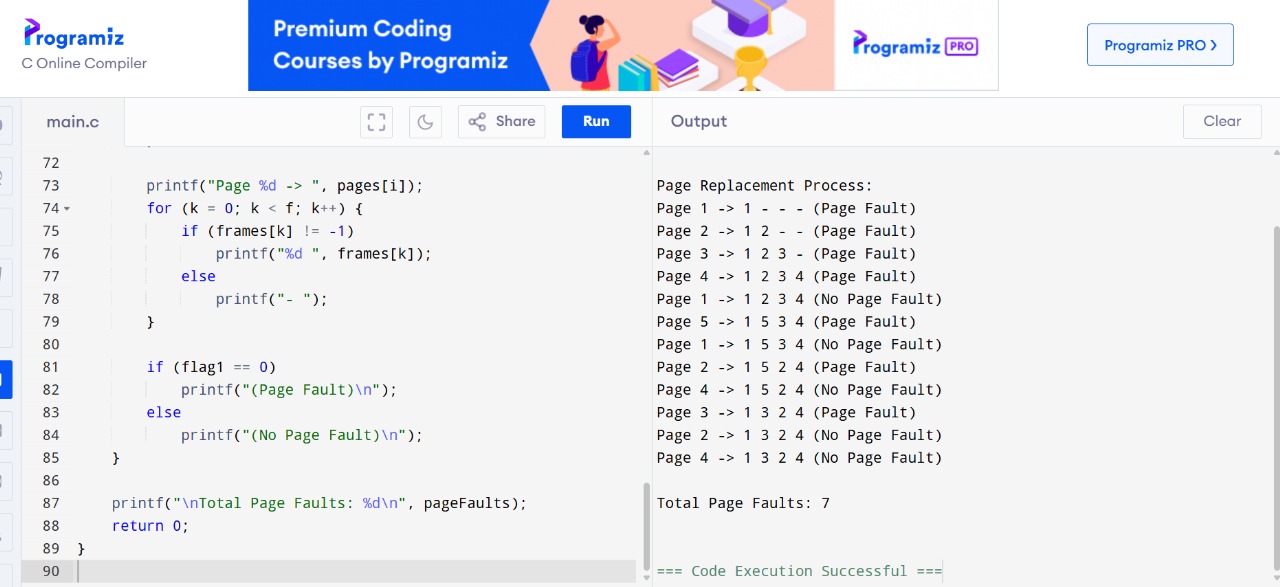 Programiz
C Online Compiler
Premium Coding
Courses by Programiz
Programiz PRO
Programiz PRO
main.c
Share
Run
Output
Clear
72
73 printf("Page %d -> ", pages[i]);
74 for (k = 0; k < f; k++) {
75 if (frames[k] != -1)
76 printf("%d ", frames[k]);
77 else
78 printf("- ");
79 }
80
81 if (flag1 == 0)
82 printf("(Page Fault)\n");
83 else
84 printf("(No Page Fault)\n");
85 }
86
87 printf("\nTotal Page Faults: %d\n", pageFaults);
88 return 0;
89 }
90
Page Replacement Process:
Page 1 -> 1 - - - (Page Fault)
Page 2 -> 1 2 - - (Page Fault)
Page 3 -> 1 2 3 - (Page Fault)
Page 4 -> 1 2 3 4 (Page Fault)
Page 1 -> 1 2 3 4 (No Page Fault)
Page 5 -> 1 5 3 4 (Page Fault)
Page 1 -> 1 5 3 4 (No Page Fault)
Page 2 -> 1 5 2 4 (Page Fault)
Page 4 -> 1 5 2 4 (No Page Fault)
Page 3 -> 1 3 2 4 (Page Fault)
Page 2 -> 1 3 2 4 (No Page Fault)
Page 4 -> 1 3 2 4 (No Page Fault)
Total Page Faults: 7
=== Code Execution Successful ===